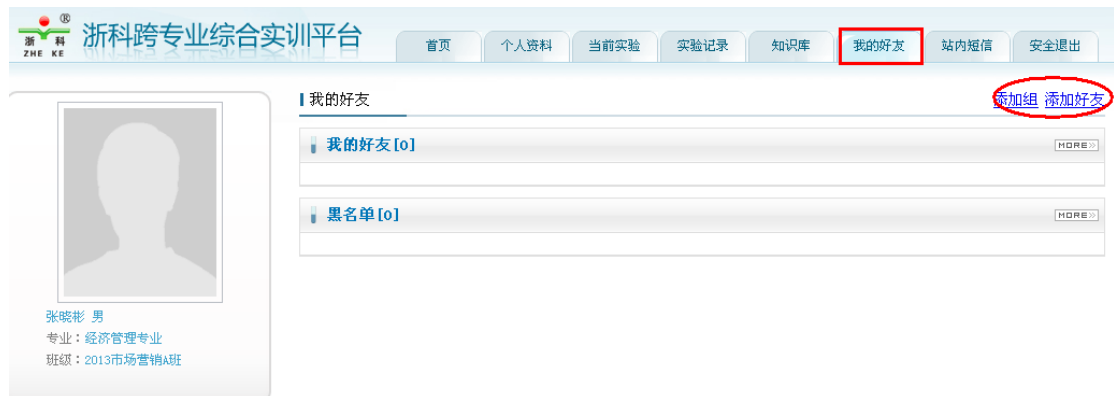 浙科 ZHE KE ® 浙科跨专业综合实训平台
首页 个人资料 当前实验 实验记录 知识库 我的好友 站内短信 安全退出
我的好友 添加组 添加好友
我的好友[0] MORE»
黑名单[0] MORE»
张晓彬 男
专业：经济管理专业
班级：2013市场营销A班